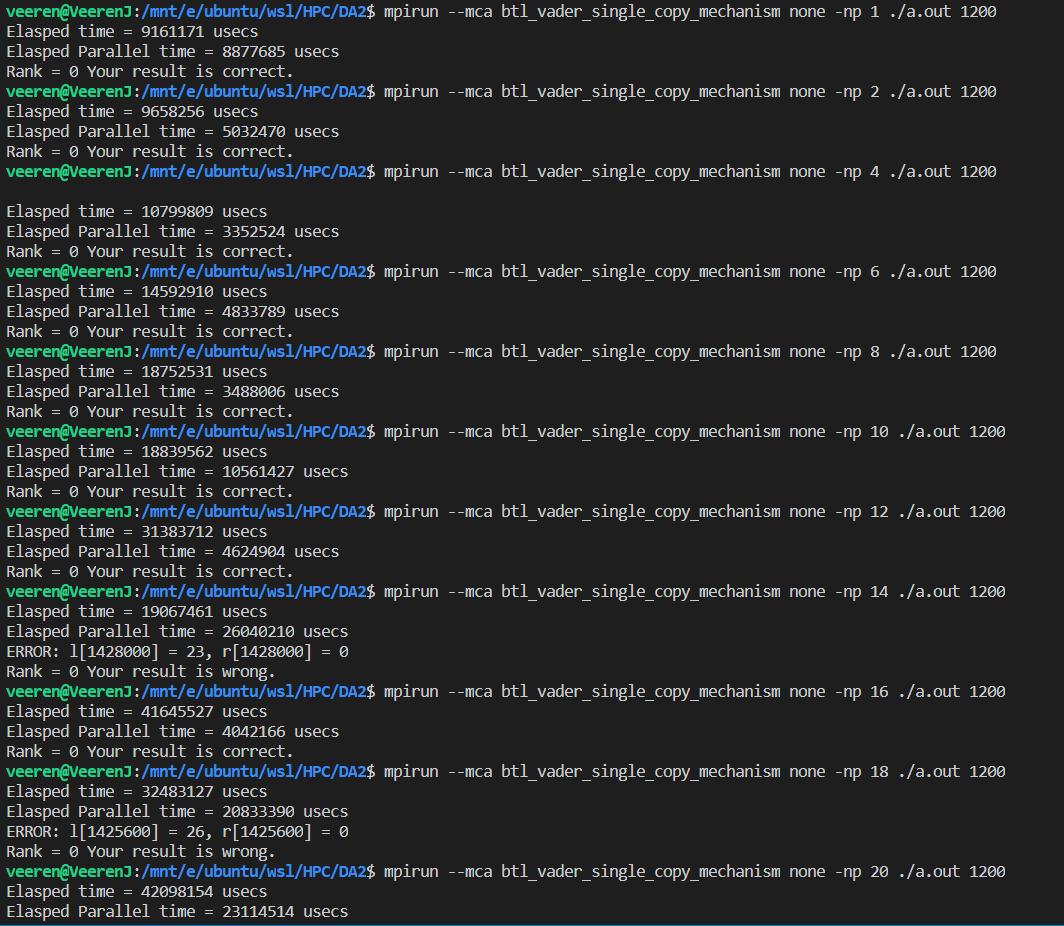 veeren@VeerenJ:/mnt/e/ubuntu/wsl/HPC/DA2$ mpirun --mca btl_vader_single_copy_mechanism none -np 1 ./a.out 1200
Elasped time = 9161171 usecs
Elasped Parallel time = 8877685 usecs
Rank = 0 Your result is correct.
veeren@VeerenJ:/mnt/e/ubuntu/wsl/HPC/DA2$ mpirun --mca btl_vader_single_copy_mechanism none -np 2 ./a.out 1200
Elasped time = 9658256 usecs
Elasped Parallel time = 5032470 usecs
Rank = 0 Your result is correct.
veeren@VeerenJ:/mnt/e/ubuntu/wsl/HPC/DA2$ mpirun --mca btl_vader_single_copy_mechanism none -np 4 ./a.out 1200
Elasped time = 10799809 usecs
Elasped Parallel time = 3352524 usecs
Rank = 0 Your result is correct.
veeren@VeerenJ:/mnt/e/ubuntu/wsl/HPC/DA2$ mpirun --mca btl_vader_single_copy_mechanism none -np 6 ./a.out 1200
Elasped time = 14592910 usecs
Elasped Parallel time = 4833789 usecs
Rank = 0 Your result is correct.
veeren@VeerenJ:/mnt/e/ubuntu/wsl/HPC/DA2$ mpirun --mca btl_vader_single_copy_mechanism none -np 8 ./a.out 1200
Elasped time = 18752531 usecs
Elasped Parallel time = 3488006 usecs
Rank = 0 Your result is correct.
veeren@VeerenJ:/mnt/e/ubuntu/wsl/HPC/DA2$ mpirun --mca btl_vader_single_copy_mechanism none -np 10 ./a.out 1200
Elasped time = 18839562 usecs
Elasped Parallel time = 10561427 usecs
Rank = 0 Your result is correct.
veeren@VeerenJ:/mnt/e/ubuntu/wsl/HPC/DA2$ mpirun --mca btl_vader_single_copy_mechanism none -np 12 ./a.out 1200
Elasped time = 31383712 usecs
Elasped Parallel time = 4624904 usecs
Rank = 0 Your result is correct.
veeren@VeerenJ:/mnt/e/ubuntu/wsl/HPC/DA2$ mpirun --mca btl_vader_single_copy_mechanism none -np 14 ./a.out 1200
Elasped time = 19067461 usecs
Elasped Parallel time = 26040210 usecs
ERROR: l[1428000] = 23, r[1428000] = 0
Rank = 0 Your result is wrong.
veeren@VeerenJ:/mnt/e/ubuntu/wsl/HPC/DA2$ mpirun --mca btl_vader_single_copy_mechanism none -np 16 ./a.out 1200
Elasped time = 41645527 usecs
Elasped Parallel time = 4042166 usecs
Rank = 0 Your result is correct.
veeren@VeerenJ:/mnt/e/ubuntu/wsl/HPC/DA2$ mpirun --mca btl_vader_single_copy_mechanism none -np 18 ./a.out 1200
Elasped time = 32483127 usecs
Elasped Parallel time = 20833390 usecs
ERROR: l[1425600] = 26, r[1425600] = 0
Rank = 0 Your result is wrong.
veeren@VeerenJ:/mnt/e/ubuntu/wsl/HPC/DA2$ mpirun --mca btl_vader_single_copy_mechanism none -np 20 ./a.out 1200
Elasped time = 42098154 usecs
Elasped Parallel time = 23114514 usecs